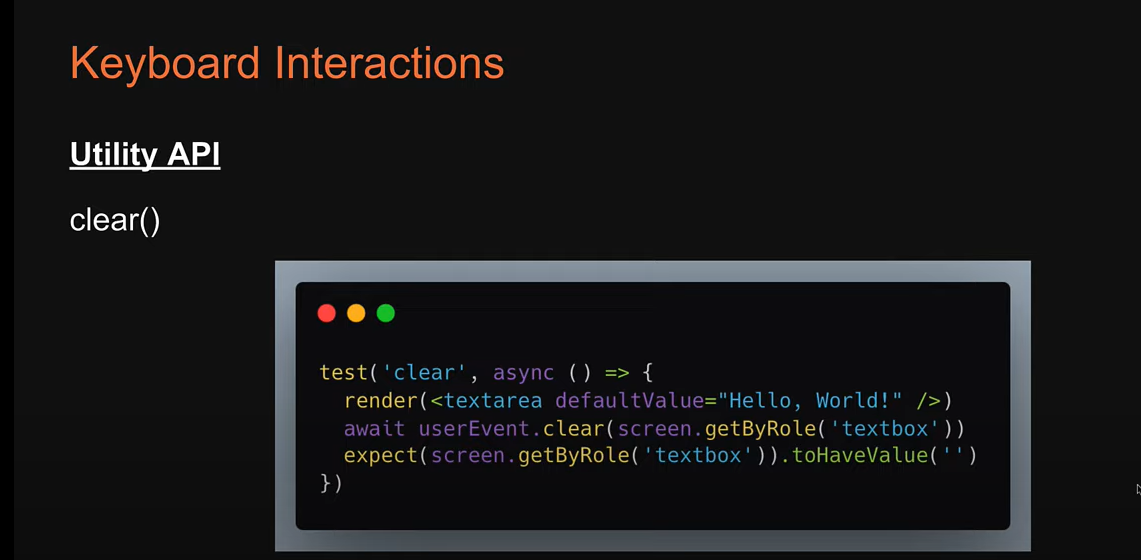 Keyboard Interactions
Utility API
clear()
test('clear', async () => {
  render(<textarea defaultValue="Hello, World!" />)
  await userEvent.clear(screen.getByRole('textbox'))
  expect(screen.getByRole('textbox')).toHaveValue('')
})